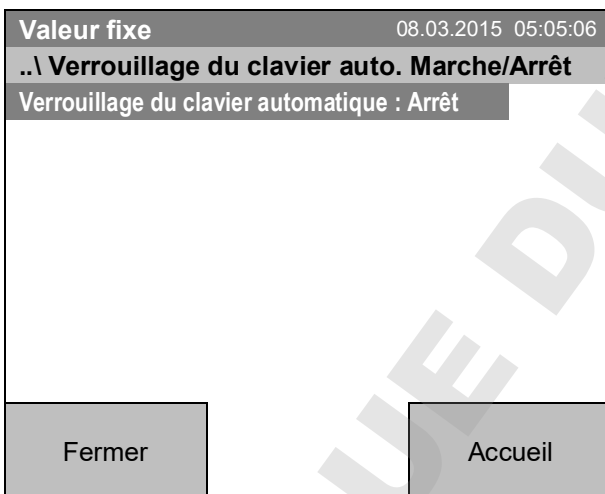 Valeur fixe 08.03.2015 05:05:06
..\ Verrouillage du clavier auto. Marche/Arrêt
Verrouillage du clavier automatique : Arrêt
Fermer Accueil